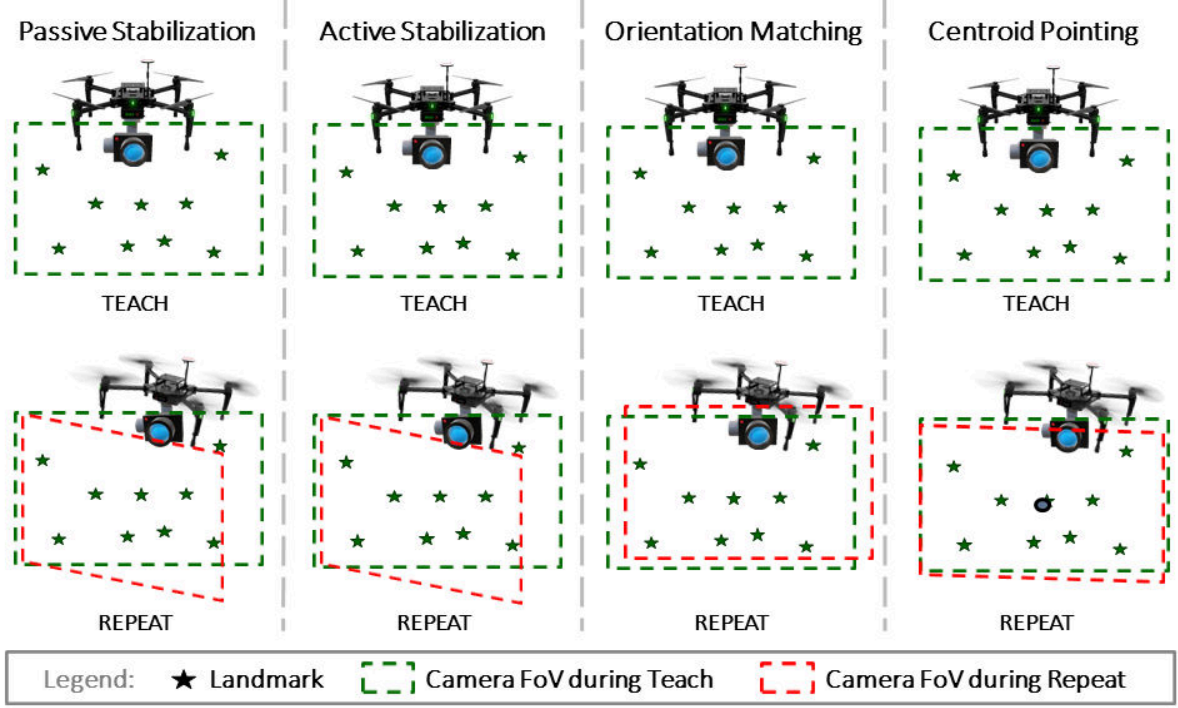 Passive Stabilization
Active Stabilization
Orientation Matching
Centroid Pointing
TEACH
TEACH
TEACH
TEACH
REPEAT
REPEAT
REPEAT
REPEAT
Legend: Landmark Camera FoV during Teach Camera FoV during Repeat